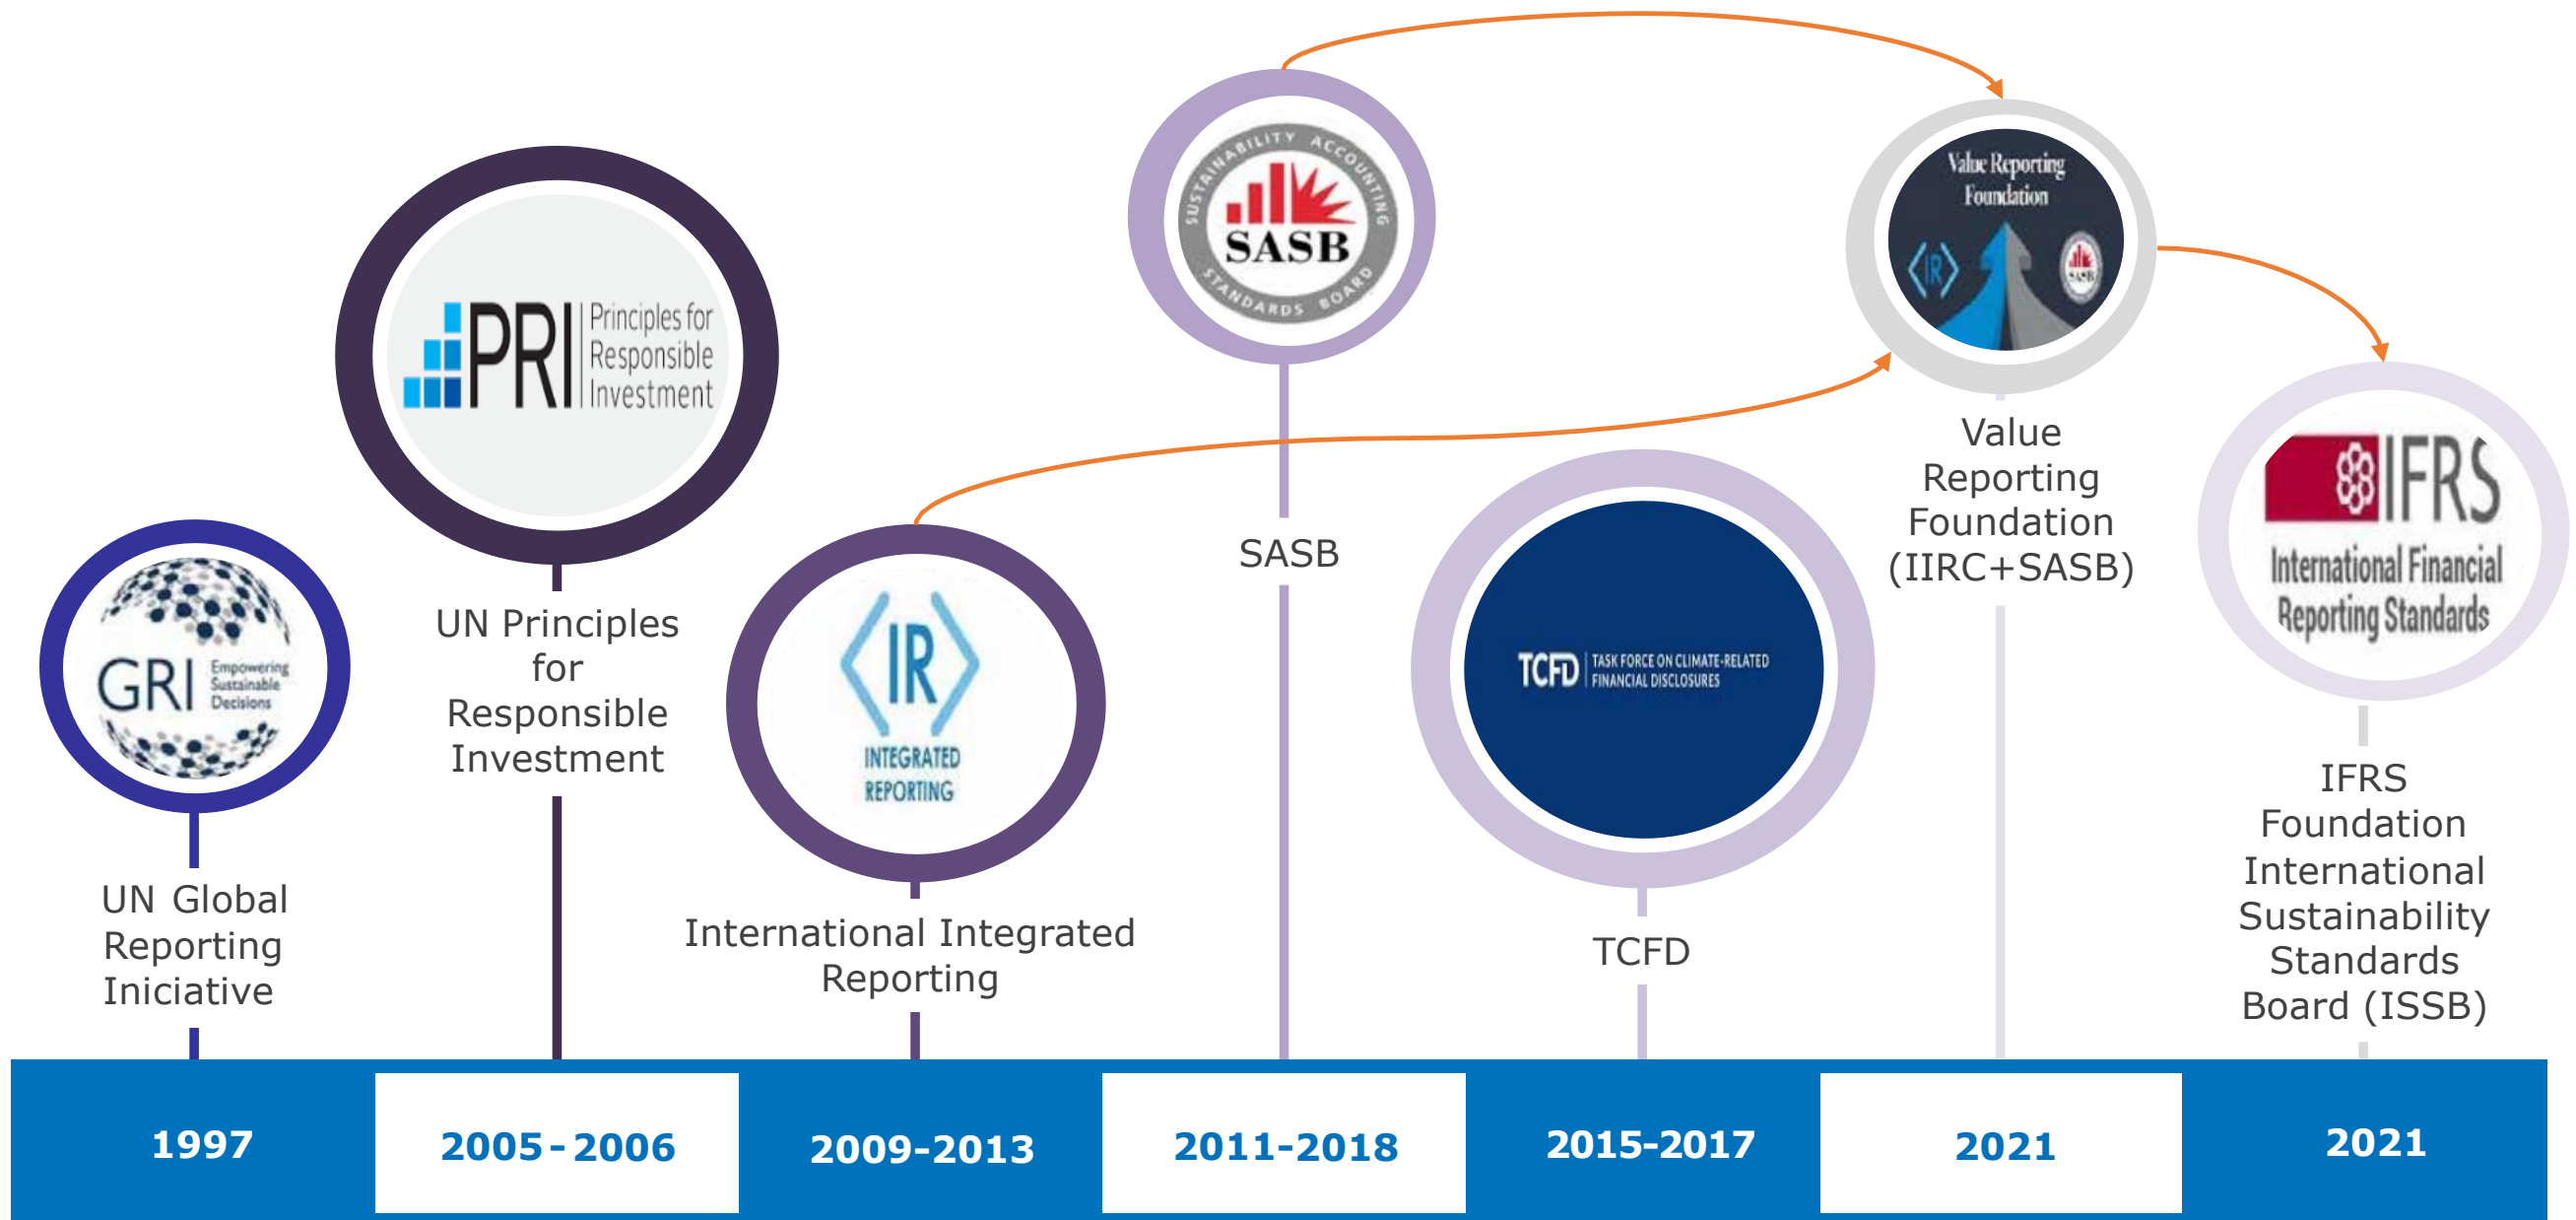 GRI
Empowering
Sustainable
Decisions
UN Global
Reporting
Iniciative
1997
PRI
Principles for
Responsible
Investment
UN Principles
for
Responsible
Investment
2005-2006
IR
INTEGRATED
REPORTING
International Integrated
Reporting
2009-2013
SUSTAINABILITY ACCOUNTING
SASB
STANDARDS BOARD
SASB
2011-2018
TCFD
TASK FORCE ON CLIMATE-RELATED
FINANCIAL DISCLOSURES
TCFD
2015-2017
Value Reporting
Foundation
IR
SASB
Value
Reporting
Foundation
(IIRC+SASB)
2021
IFRS
International Financial
Reporting Standards
IFRS
Foundation
International
Sustainability
Standards
Board (ISSB)
2021